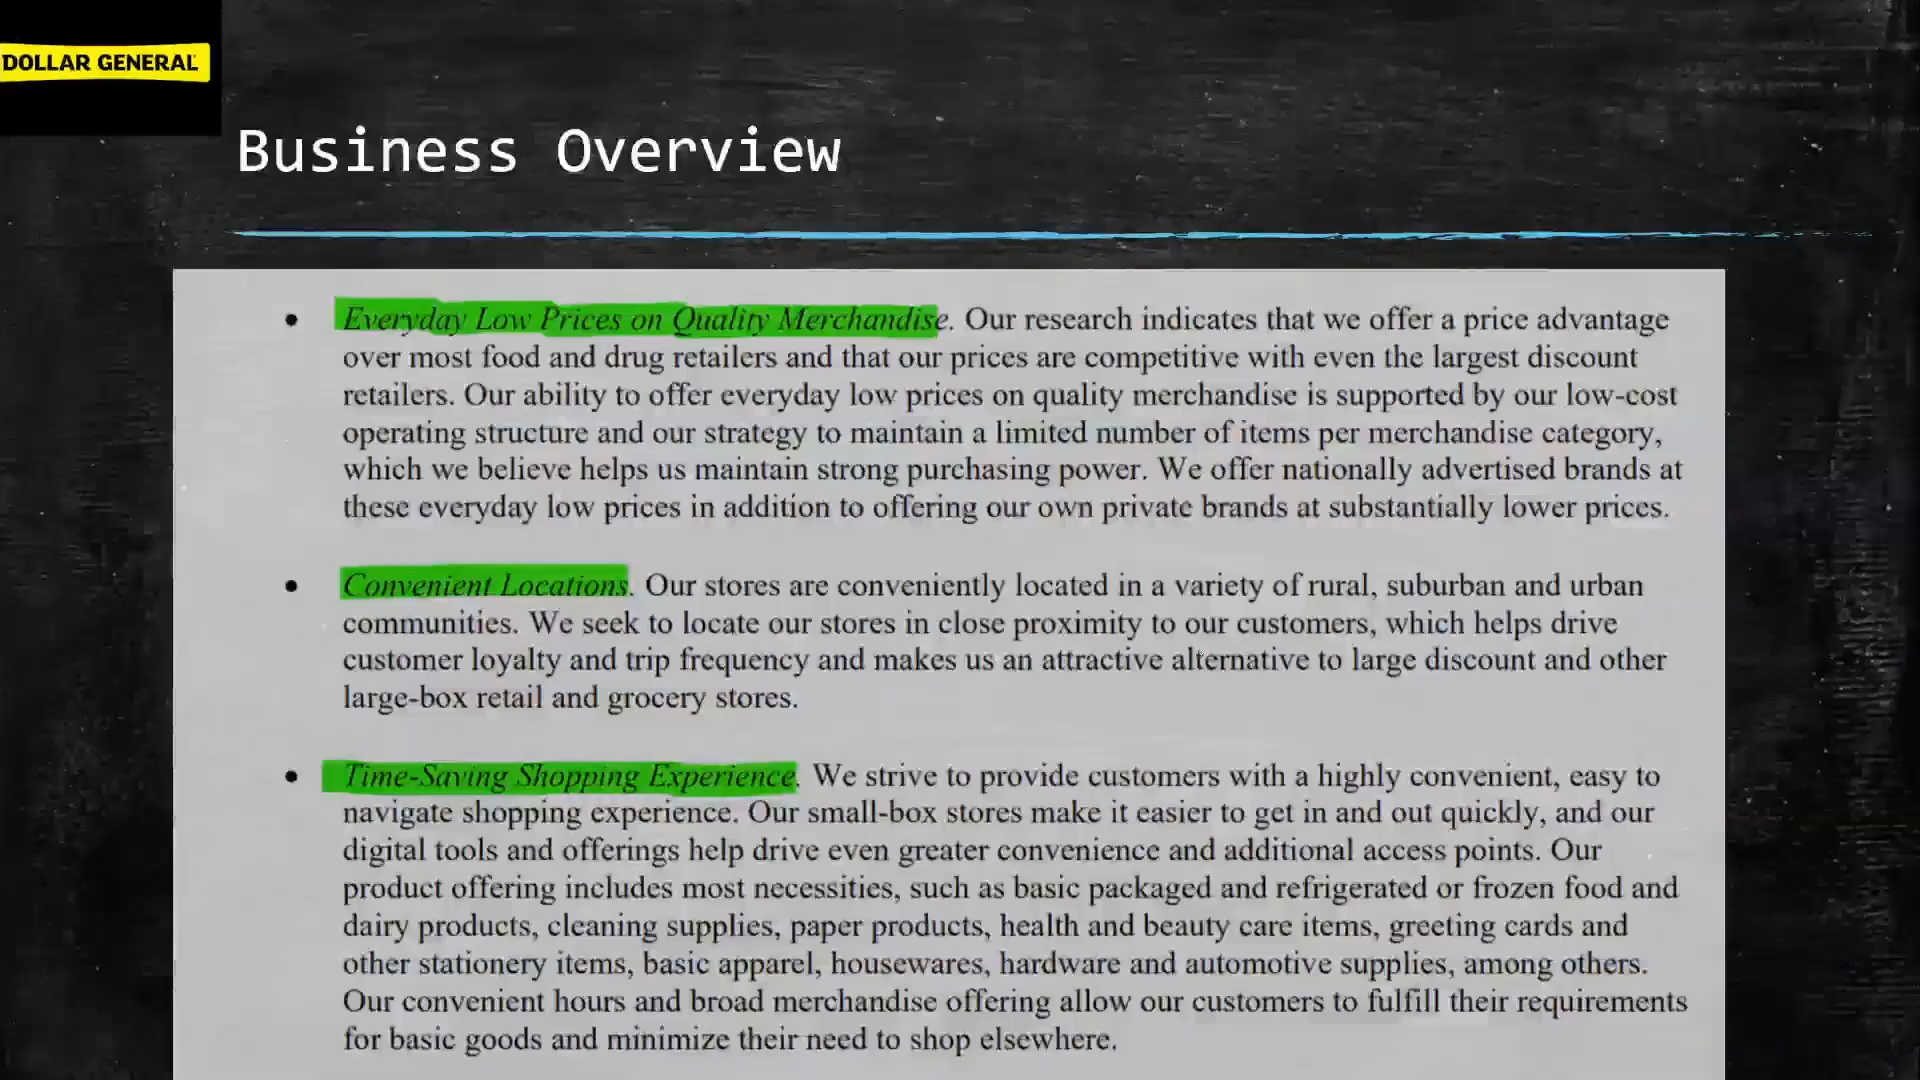 DOLLAR GENERAL
Business Overview
• Everyday Low Prices on Quality Merchandise. Our research indicates that we offer a price advantage
over most food and drug retailers and that our prices are competitive with even the largest discount
retailers. Our ability to offer everyday low prices on quality merchandise is supported by our low-cost
operating structure and our strategy to maintain a limited number of items per merchandise category,
which we believe helps us maintain strong purchasing power. We offer nationally advertised brands at
these everyday low prices in addition to offering our own private brands at substantially lower prices.
• Convenient Locations. Our stores are conveniently located in a variety of rural, suburban and urban
communities. We seek to locate our stores in close proximity to our customers, which helps drive
customer loyalty and trip frequency and makes us an attractive alternative to large discount and other
large-box retail and grocery stores.
• Time-Saving Shopping Experience. We strive to provide customers with a highly convenient, easy to
navigate shopping experience. Our small-box stores make it easier to get in and out quickly, and our
digital tools and offerings help drive even greater convenience and additional access points. Our
product offering includes most necessities, such as basic packaged and refrigerated or frozen food and
dairy products, cleaning supplies, paper products, health and beauty care items, greeting cards and
other stationery items, basic apparel, housewares, hardware and automotive supplies, among others.
Our convenient hours and broad merchandise offering allow our customers to fulfill their requirements
for basic goods and minimize their need to shop elsewhere.